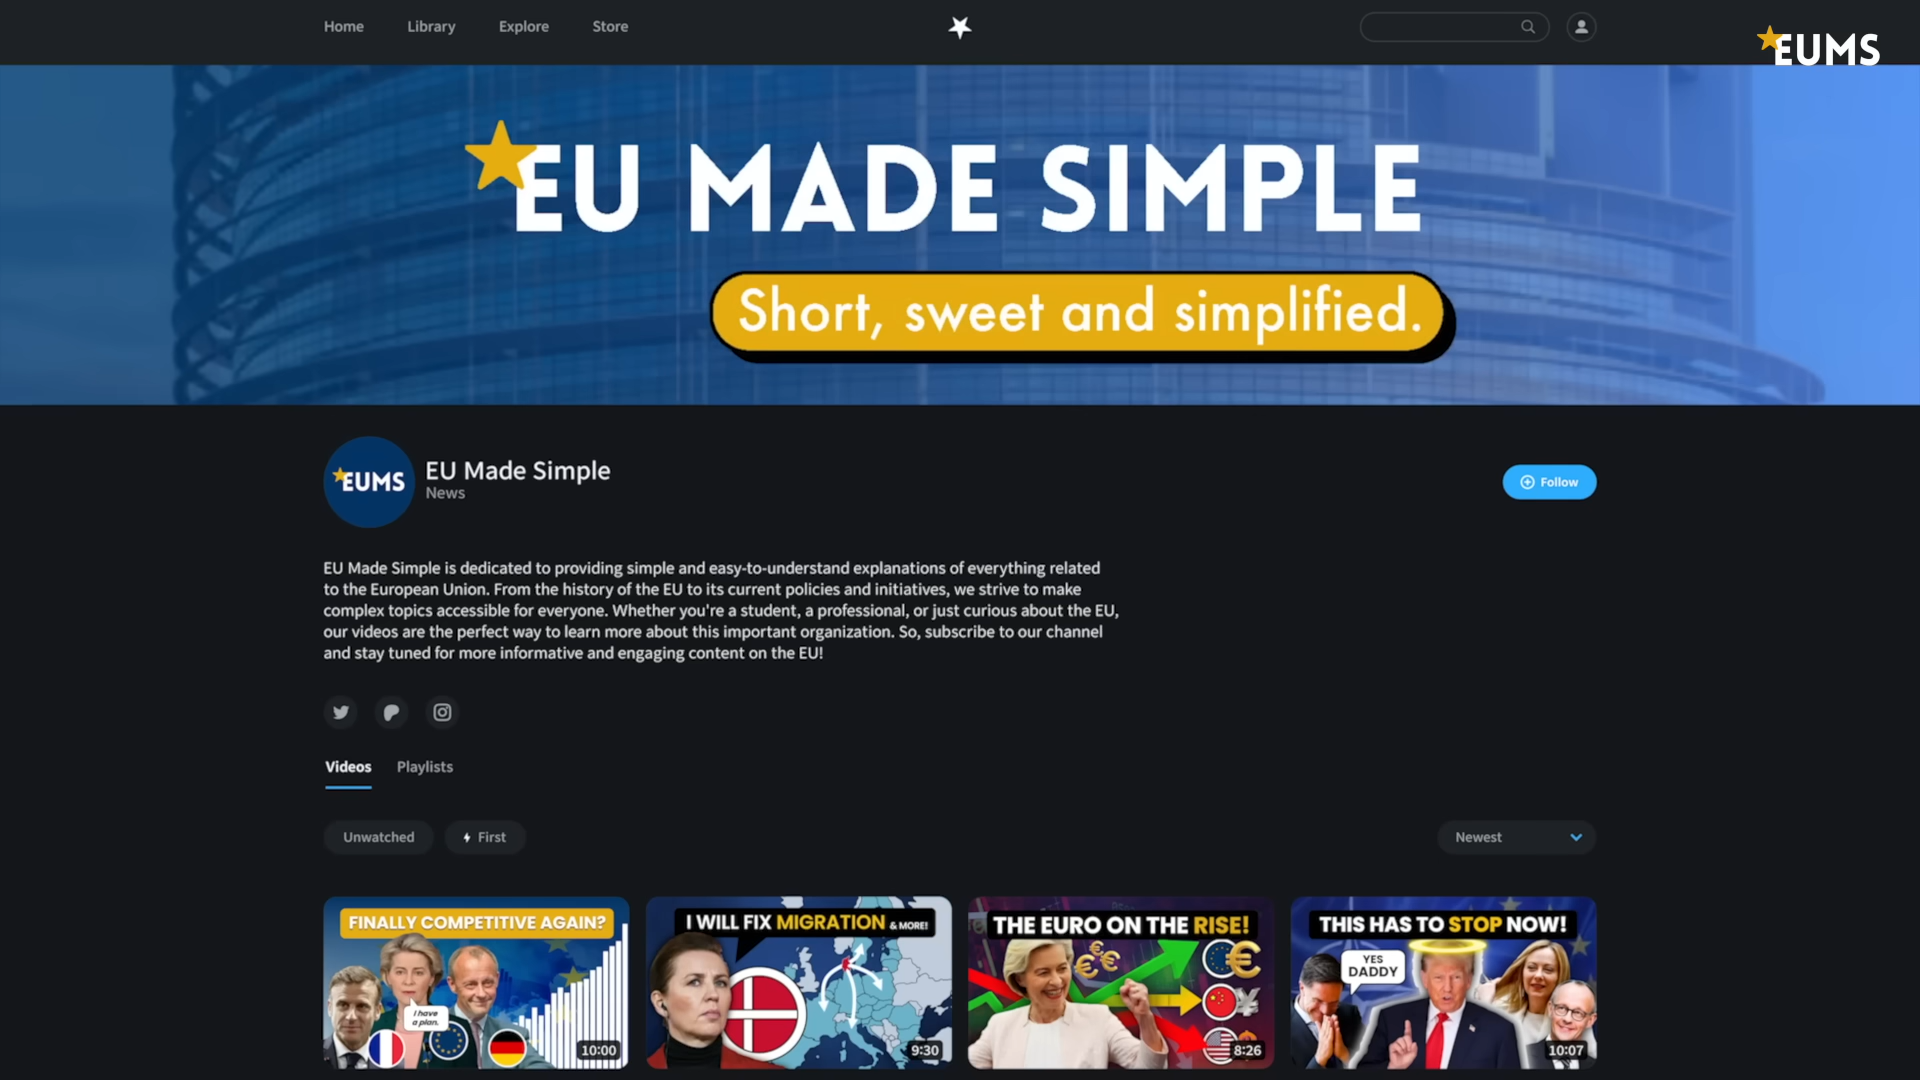 Home Library Explore Store
EUMS
EU MADE SIMPLE
Short, sweet and simplified.
EUMS
EU Made Simple
News
Follow
EU Made Simple is dedicated to providing simple and easy-to-understand explanations of everything related
to the European Union. From the history of the EU to its current policies and initiatives, we strive to make
complex topics accessible for everyone. Whether you're a student, a professional, or just curious about the EU,
our videos are the perfect way to learn more about this important organization. So, subscribe to our channel
and stay tuned for more informative and engaging content on the EU!
Videos Playlists
Unwatched First Newest
FINALLY COMPETITIVE AGAIN?
I have
a plan.
10:00
I WILL FIX MIGRATION & MORE!
9:30
THE EURO ON THE RISE!
8:26
THIS HAS TO STOP NOW!
YES
DADDY
10:07